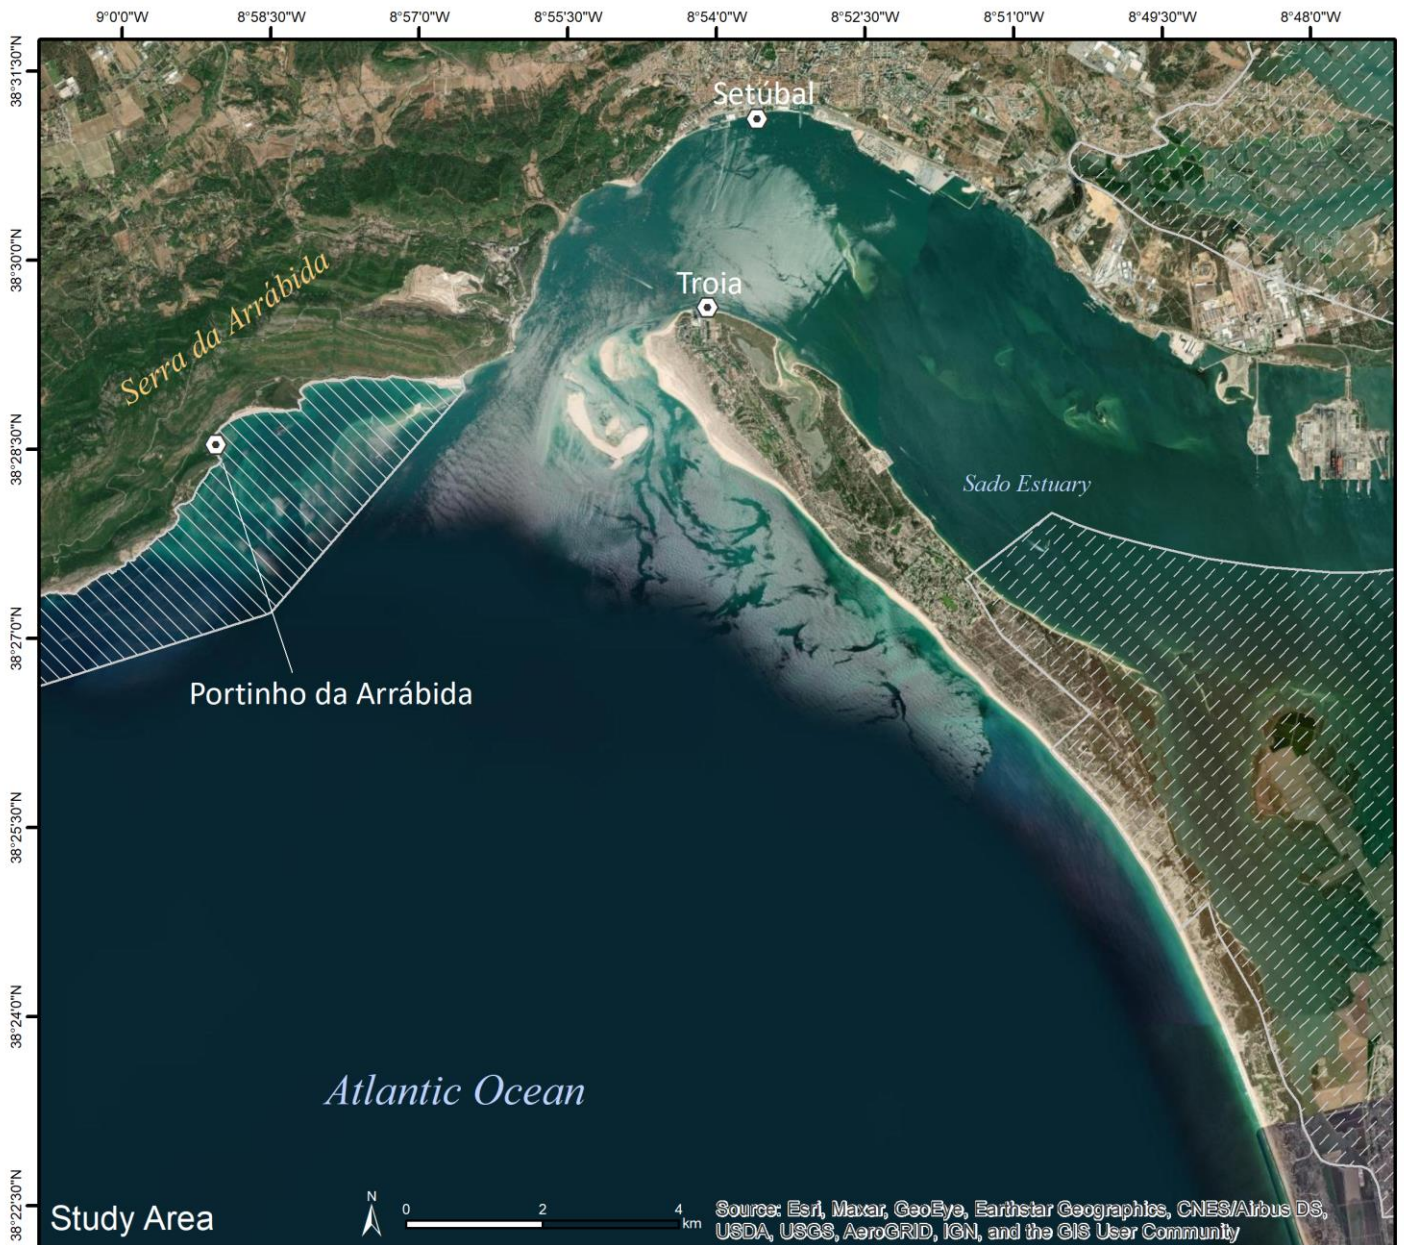 9°0'0"W 8°58'30"W 8°57'0"W 8°55'30"W 8°54'0"W 8°52'30"W 8°51'0"W 8°49'30"W 8°48'0"W
38°31'30"N
38°30'0"N
38°28'30"N
38°27'0"N
38°25'30"N
38°24'0"N
38°22'30"N
Setúbal
Troia
Serra da Arrábida
Sado Estuary
Portinho da Arrábida
Atlantic Ocean
Study Area
N
0 2 4
km
Source: Esri, Maxar, GeoEye, Earthstar Geographics, CNES/Airbus DS,
USDA, USGS, AeroGRID, IGN, and the GIS User Community